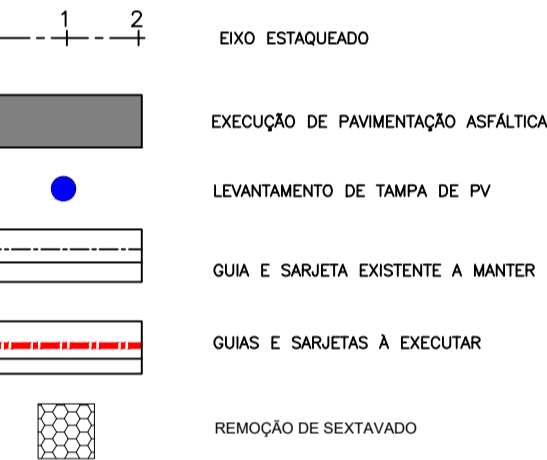 1 2
EIXO ESTAQUEADO
EXECUÇÃO DE PAVIMENTAÇÃO ASFÁLTICA
LEVANTAMENTO DE TAMPA DE PV
GUIA E SARJETA EXISTENTE A MANTER
GUIAS E SARJETAS À EXECUTAR
REMOÇÃO DE SEXTAVADO